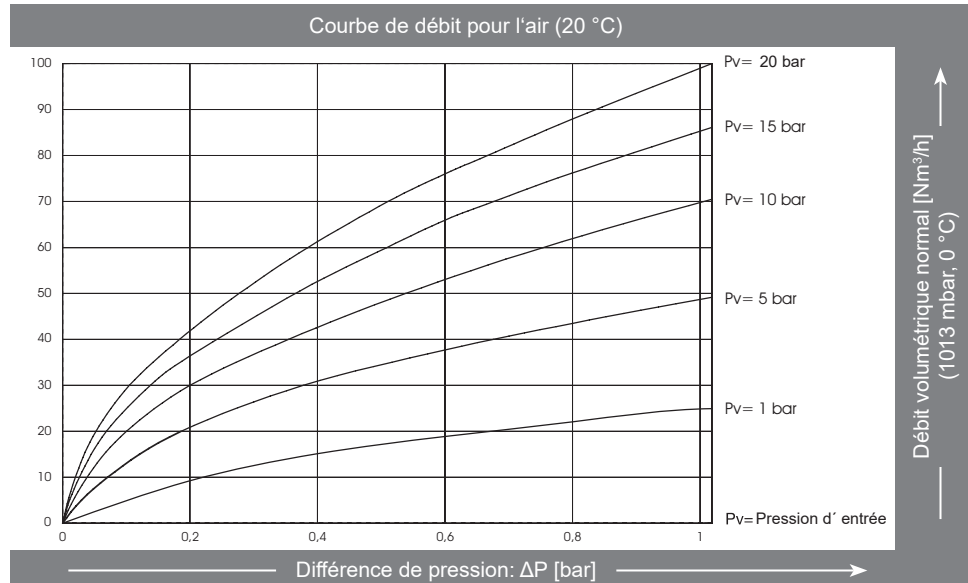 Courbe de débit pour l'air (20 °C)
100
90
80
70
60
50
40
30
20
10
0
0
0,2
0,4
0,6
0,8
1
Pv= 20 bar
Pv= 15 bar
Pv= 10 bar
Pv= 5 bar
Pv= 1 bar
Pv= Pression d´ entrée
Débit volumétrique normal [Nm³/h]
(1013 mbar, 0 °C)
Différence de pression: ΔP [bar]